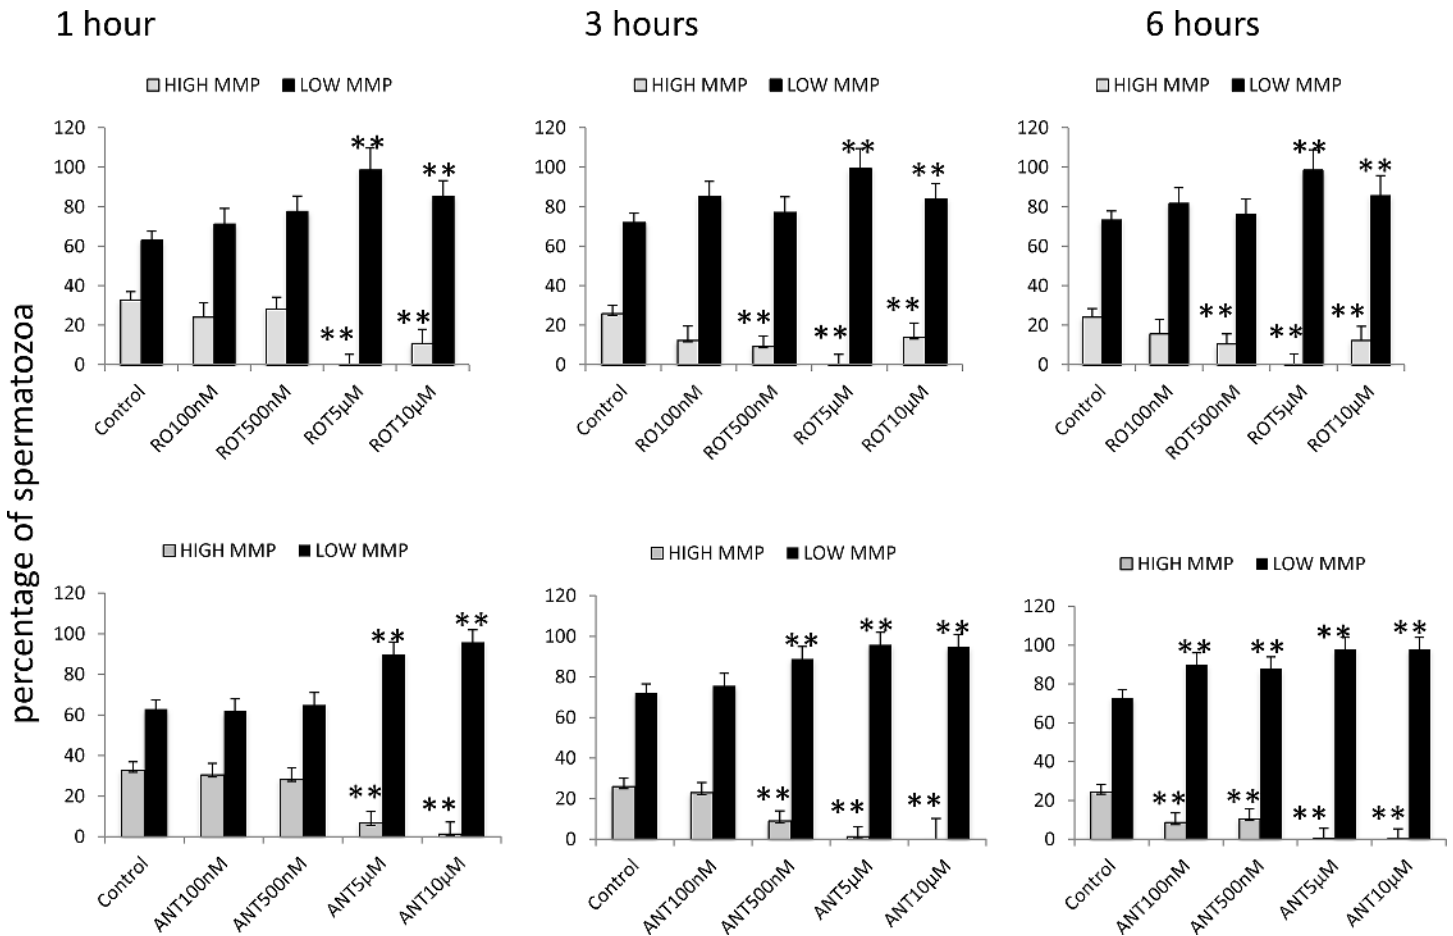 1 hour
3 hours
6 hours
HIGH MMP LOW MMP
HIGH MMP LOW MMP
HIGH MMP LOW MMP
120
100
80
60
40
20
0
** ** ** **
Control
RO100nM
ROT500nM
ROT5µM
ROT10µM
120
100
80
60
40
20
0
** ** ** ** **
Control
RO100nM
ROT500nM
ROT5µM
ROT10µM
120
100
80
60
40
20
0
** ** ** ** **
Control
RO100nM
ROT500nM
ROT5µM
ROT10µM
percentage of spermatozoa
HIGH MMP LOW MMP
HIGH MMP LOW MMP
HIGH MMP LOW MMP
120
100
80
60
40
20
0
** ** ** **
Control
ANT100nM
ANT500nM
ANT5µM
ANT10µM
120
100
80
60
40
20
0
** ** ** ** ** **
Control
ANT100nM
ANT500nM
ANT5µM
ANT10µM
120
100
80
60
40
20
0
** ** ** ** ** ** ** **
Control
ANT100nM
ANT500nM
ANT5µM
ANT10µM